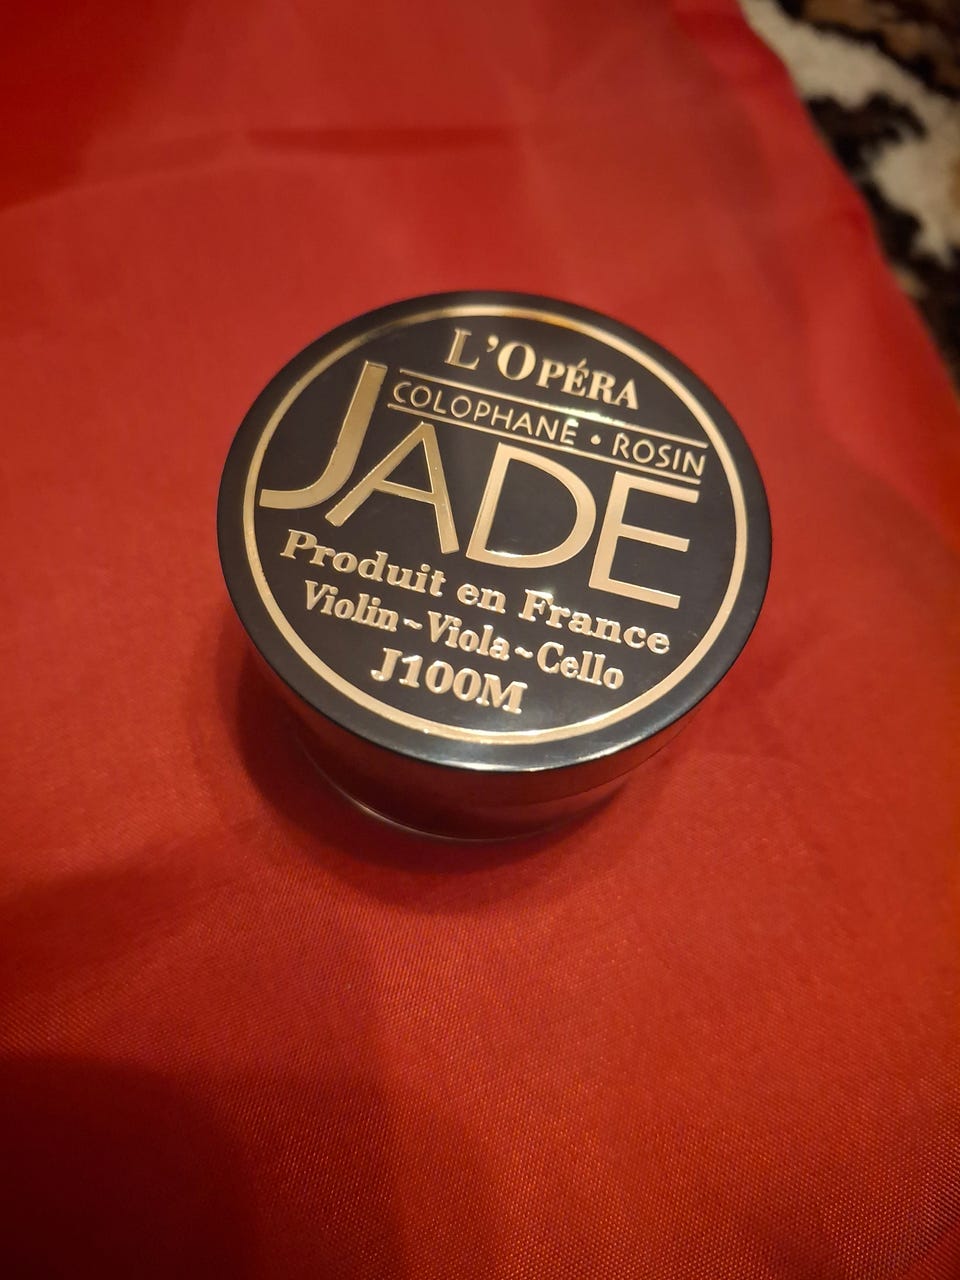 L'OPÉRA
COLOPHANE • ROSIN
JADE
Produit en France
Violin~Viola~Cello
J100M